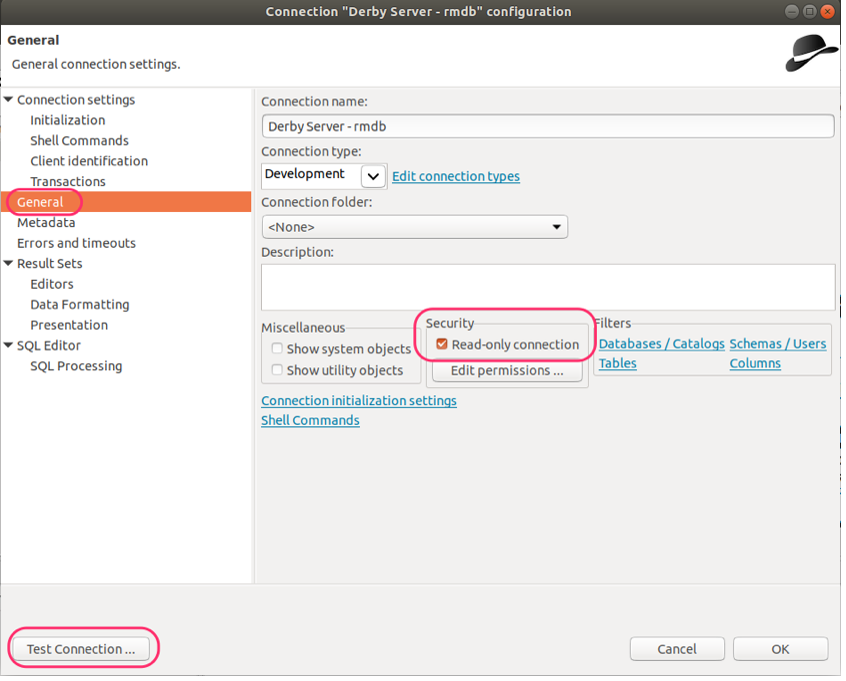 Connection "Derby Server - rmdb" configuration
General
General connection settings.
Connection settings
Initialization
Shell Commands
Client identification
Transactions
General
Metadata
Errors and timeouts
Result Sets
Editors
Data Formatting
Presentation
SQL Editor
SQL Processing
Connection name:
Derby Server - rmdb
Connection type:
Development
Edit connection types
Connection folder:
<None>
Description:
Miscellaneous
Show system objects
Show utility objects
Security
Read-only connection
Edit permissions ...
Filters
Databases / Catalogs Schemas / Users
Tables Columns
Connection initialization settings
Shell Commands
Test Connection ...
Cancel
OK